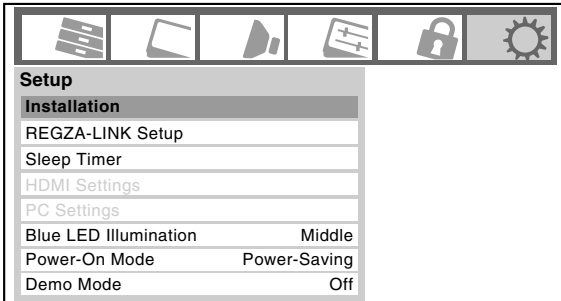 Setup
Installation
REGZA-LINK Setup
Sleep Timer
HDMI Settings
PC Settings
Blue LED Illumination Middle
Power-On Mode Power-Saving
Demo Mode Off